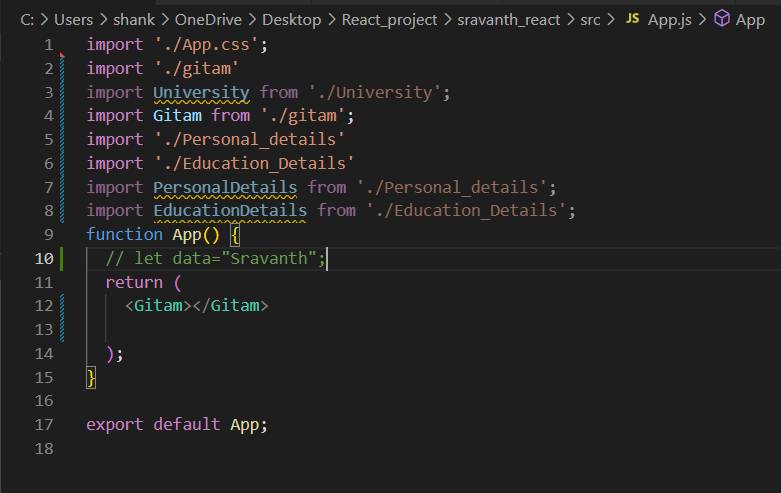 C: > Users > shank > OneDrive > Desktop > React_project > sravanth_react > src > JS App.js > App
1 import './App.css';
2 import './gitam'
3 import University from './University';
4 import Gitam from './gitam';
5 import './Personal_details'
6 import './Education_Details'
7 import PersonalDetails from './Personal_details';
8 import EducationDetails from './Education_Details';
9 function App() {
10 // let data="Sravanth";
11 return (
12 <Gitam></Gitam>
13
14 );
15 }
16
17 export default App;
18